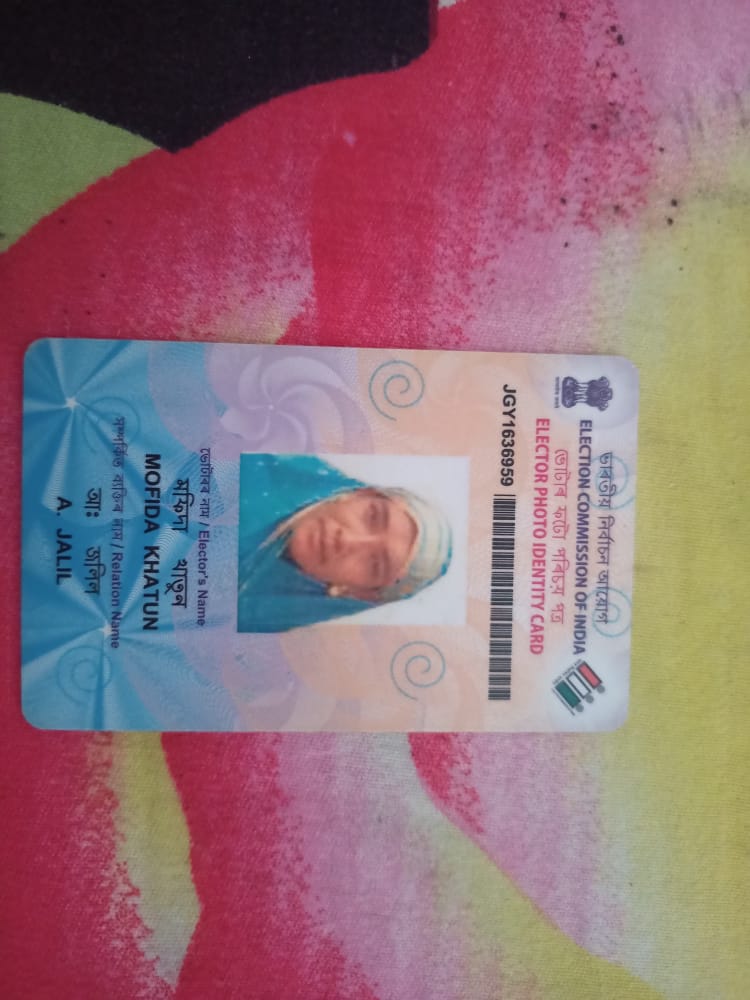 ভাৰতীয় নিৰ্বাচন আয়োগ
ELECTION COMMISSION OF INDIA
ভোটাৰ ফটো পৰিচয় পত্ৰ
ELECTOR PHOTO IDENTITY CARD
JGY1636959
ভোটাৰৰ নাম / Elector's Name
মফিদা খাতুন
MOFIDA KHATUN
সম্পৰ্কিত ব্যক্তিৰ নাম / Relation Name
আঃ জলিল
A. JALIL